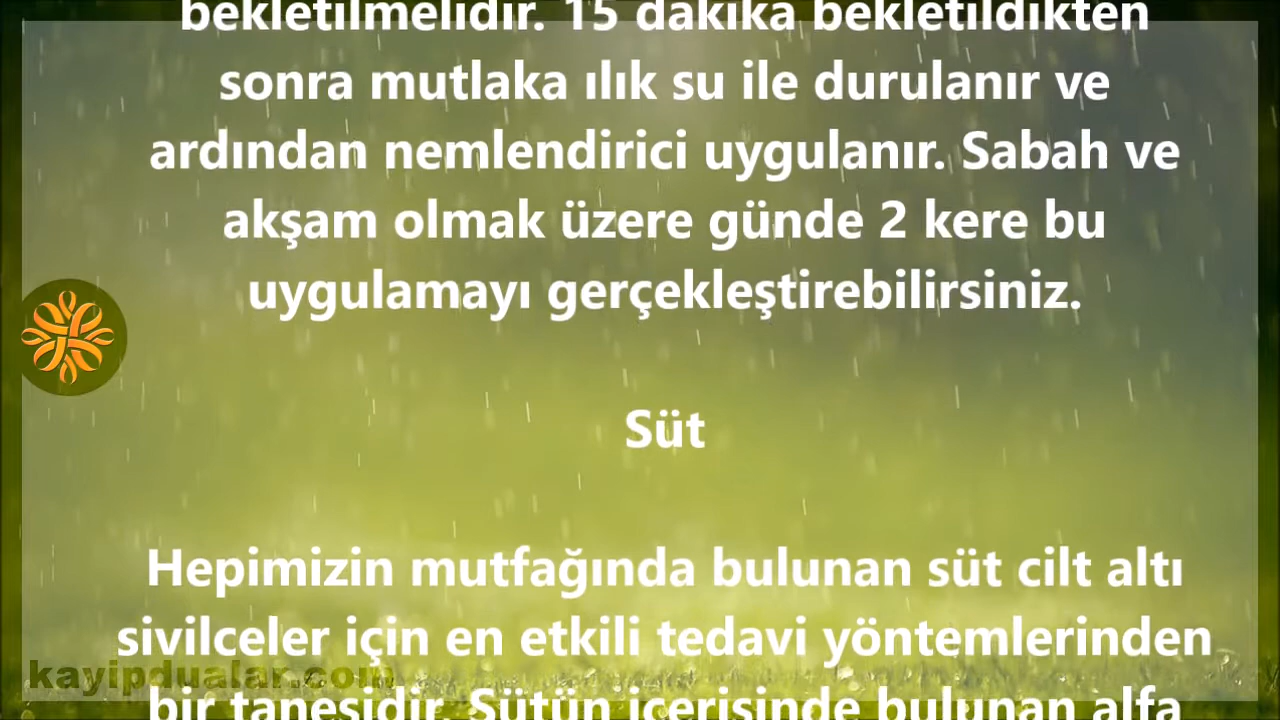 bekletilmelidir. 15 dakika bekletildikten
sonra mutlaka ılık su ile durulanır ve
ardından nemlendirici uygulanır. Sabah ve
akşam olmak üzere günde 2 kere bu
uygulamayı gerçekleştirebilirsiniz.
Süt
Hepimizin mutfağında bulunan süt cilt altı
sivilceler için en etkili tedavi yöntemlerinden
kayipdualar.com
bir tanesidir. Sütün içerisinde bulunan alfa